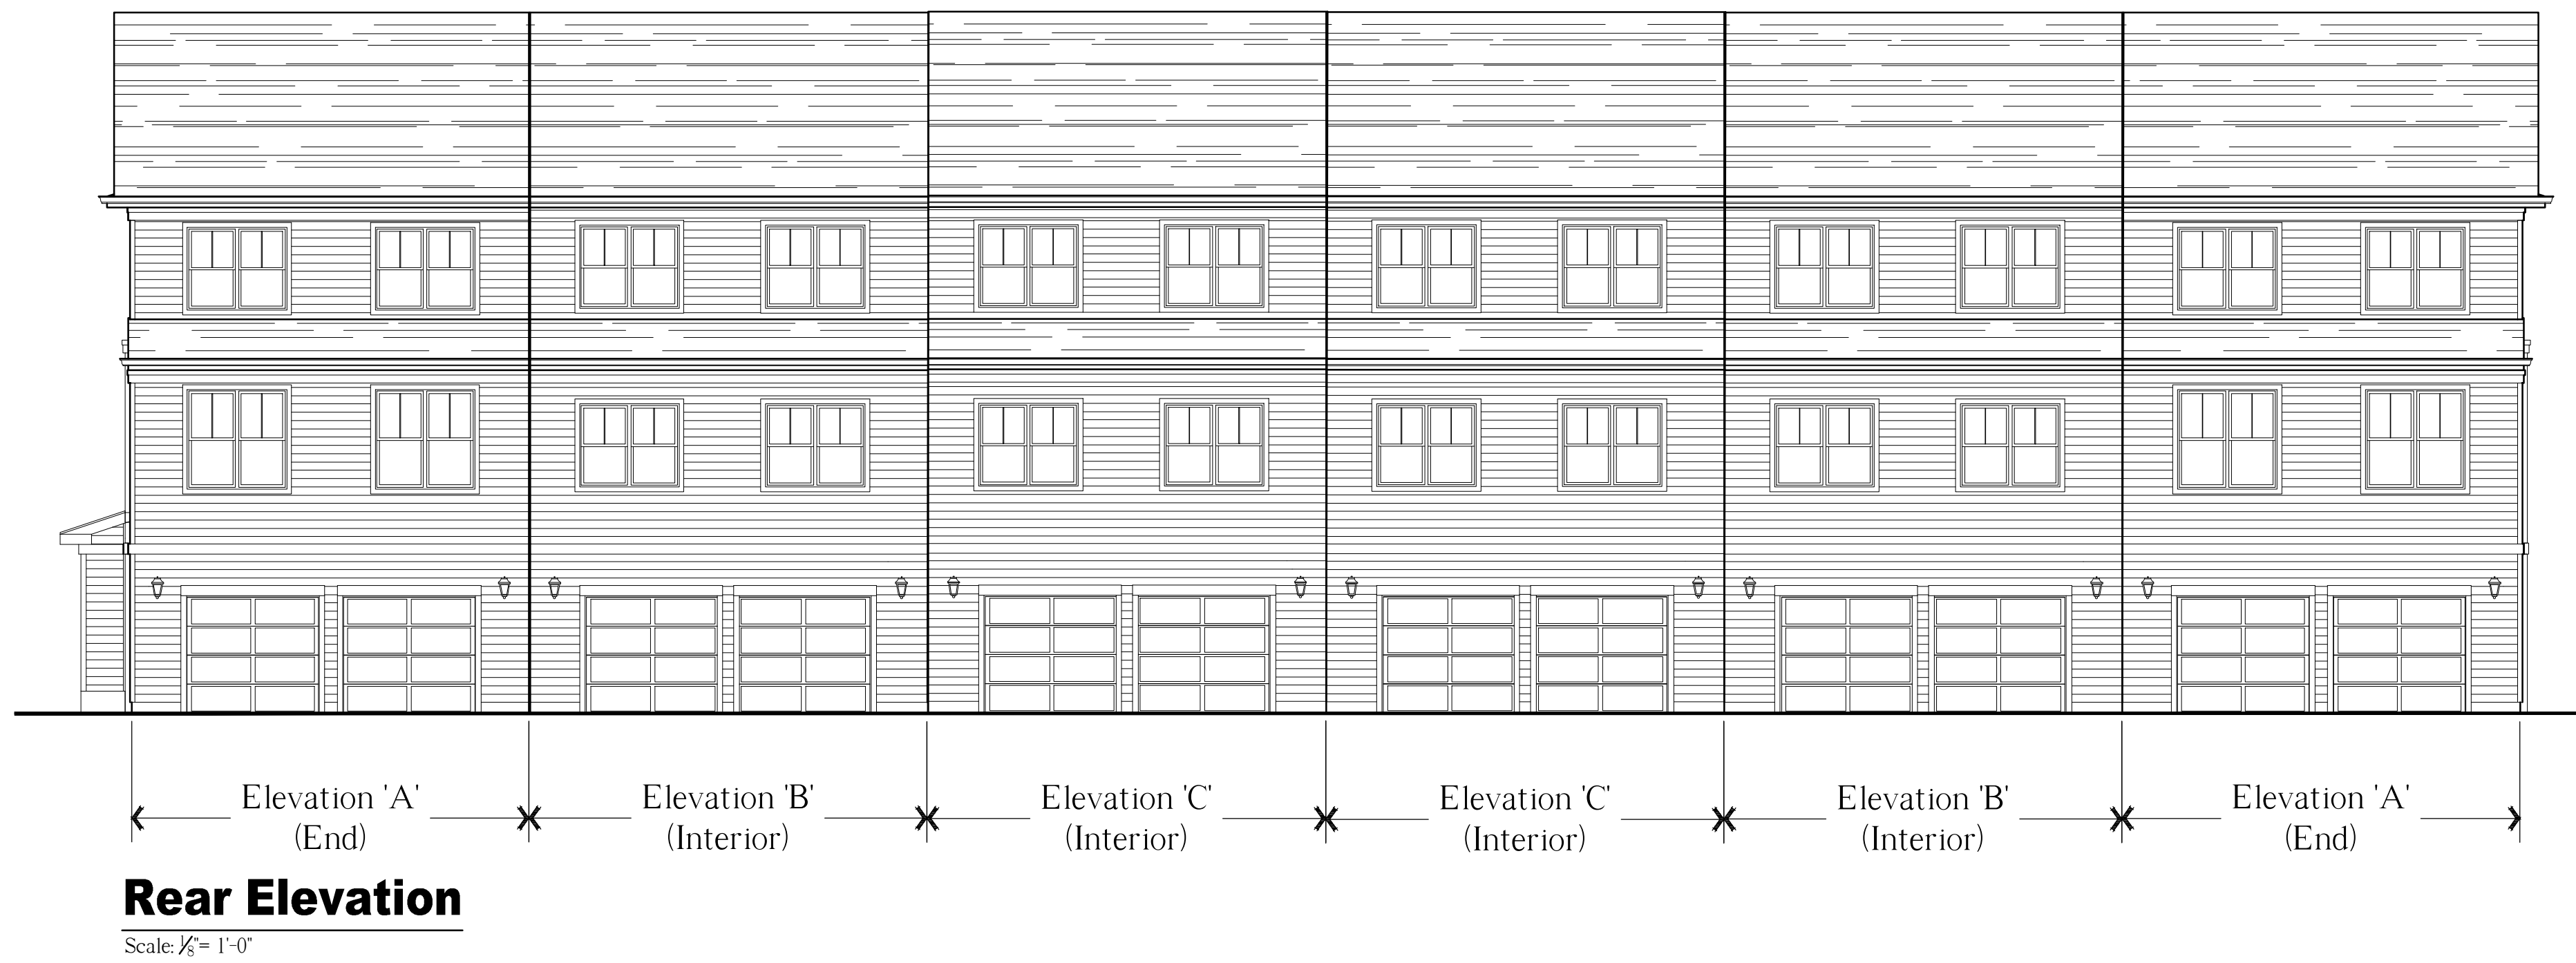 Elevation 'A'
(End)
Elevation 'B'
(Interior)
Elevation 'C'
(Interior)
Elevation 'C'
(Interior)
Elevation 'B'
(Interior)
Elevation 'A'
(End)
Rear Elevation
Scale: 1/8"= 1'-0"